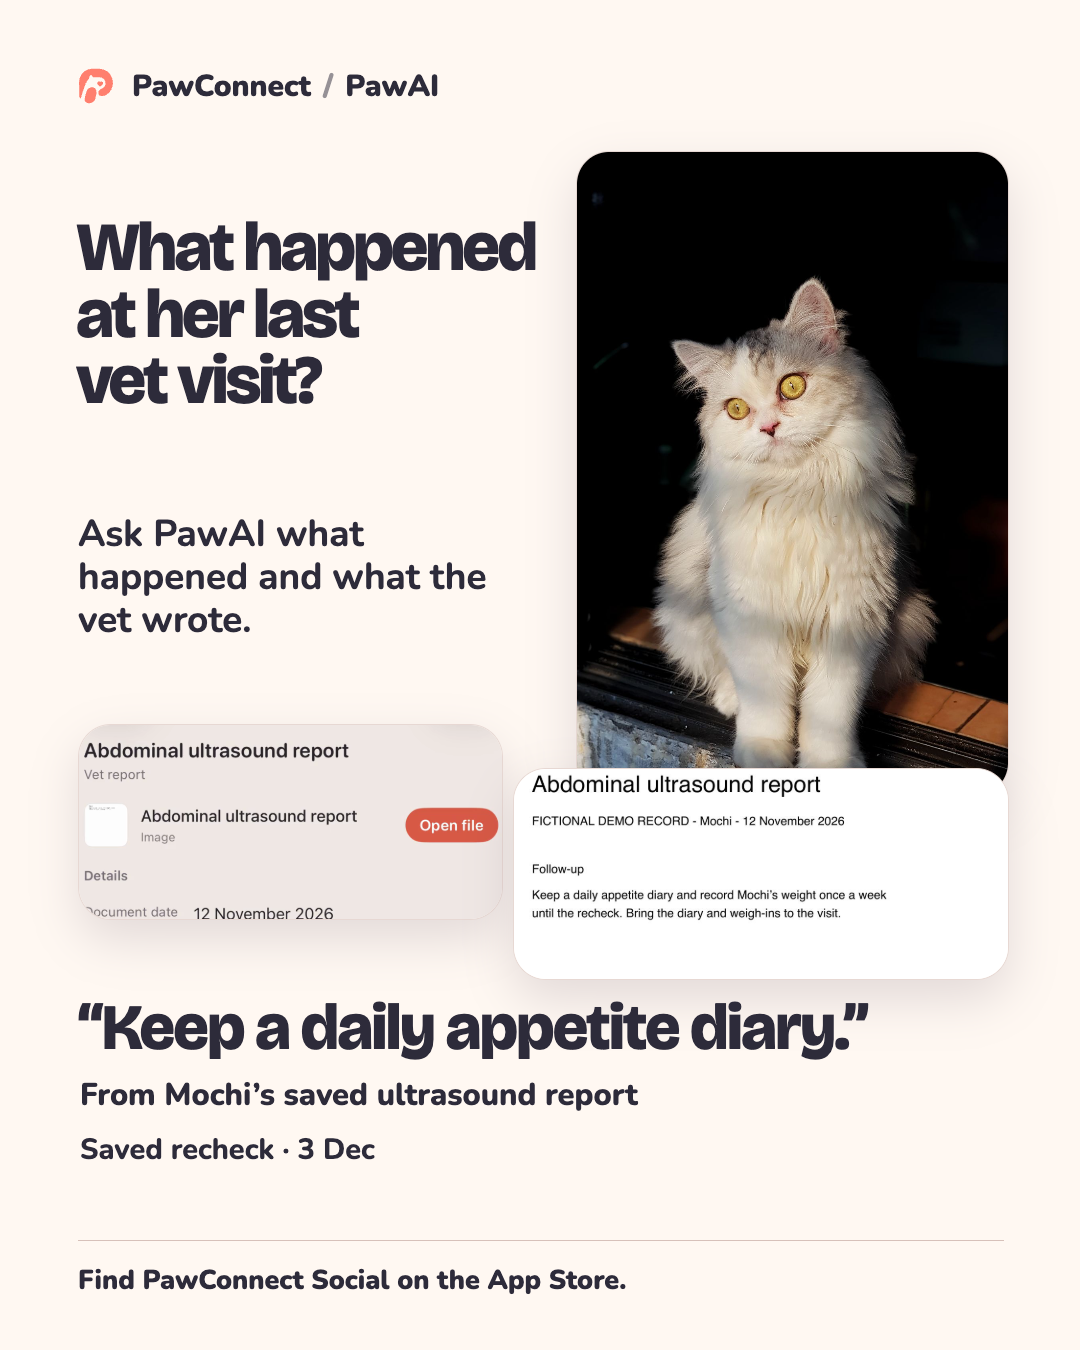 PawConnect / PawAI
What happened
at her last
vet visit?
Ask PawAI what
happened and what the
vet wrote.
Abdominal ultrasound report
Vet report
Abdominal ultrasound report
Image
Open file
Details
Document date 12 November 2026
Abdominal ultrasound report
FICTIONAL DEMO RECORD - Mochi - 12 November 2026
Follow-up
Keep a daily appetite diary and record Mochi's weight once a week
until the recheck. Bring the diary and weigh-ins to the visit.
“Keep a daily appetite diary.”
From Mochi’s saved ultrasound report
Saved recheck · 3 Dec
Find PawConnect Social on the App Store.